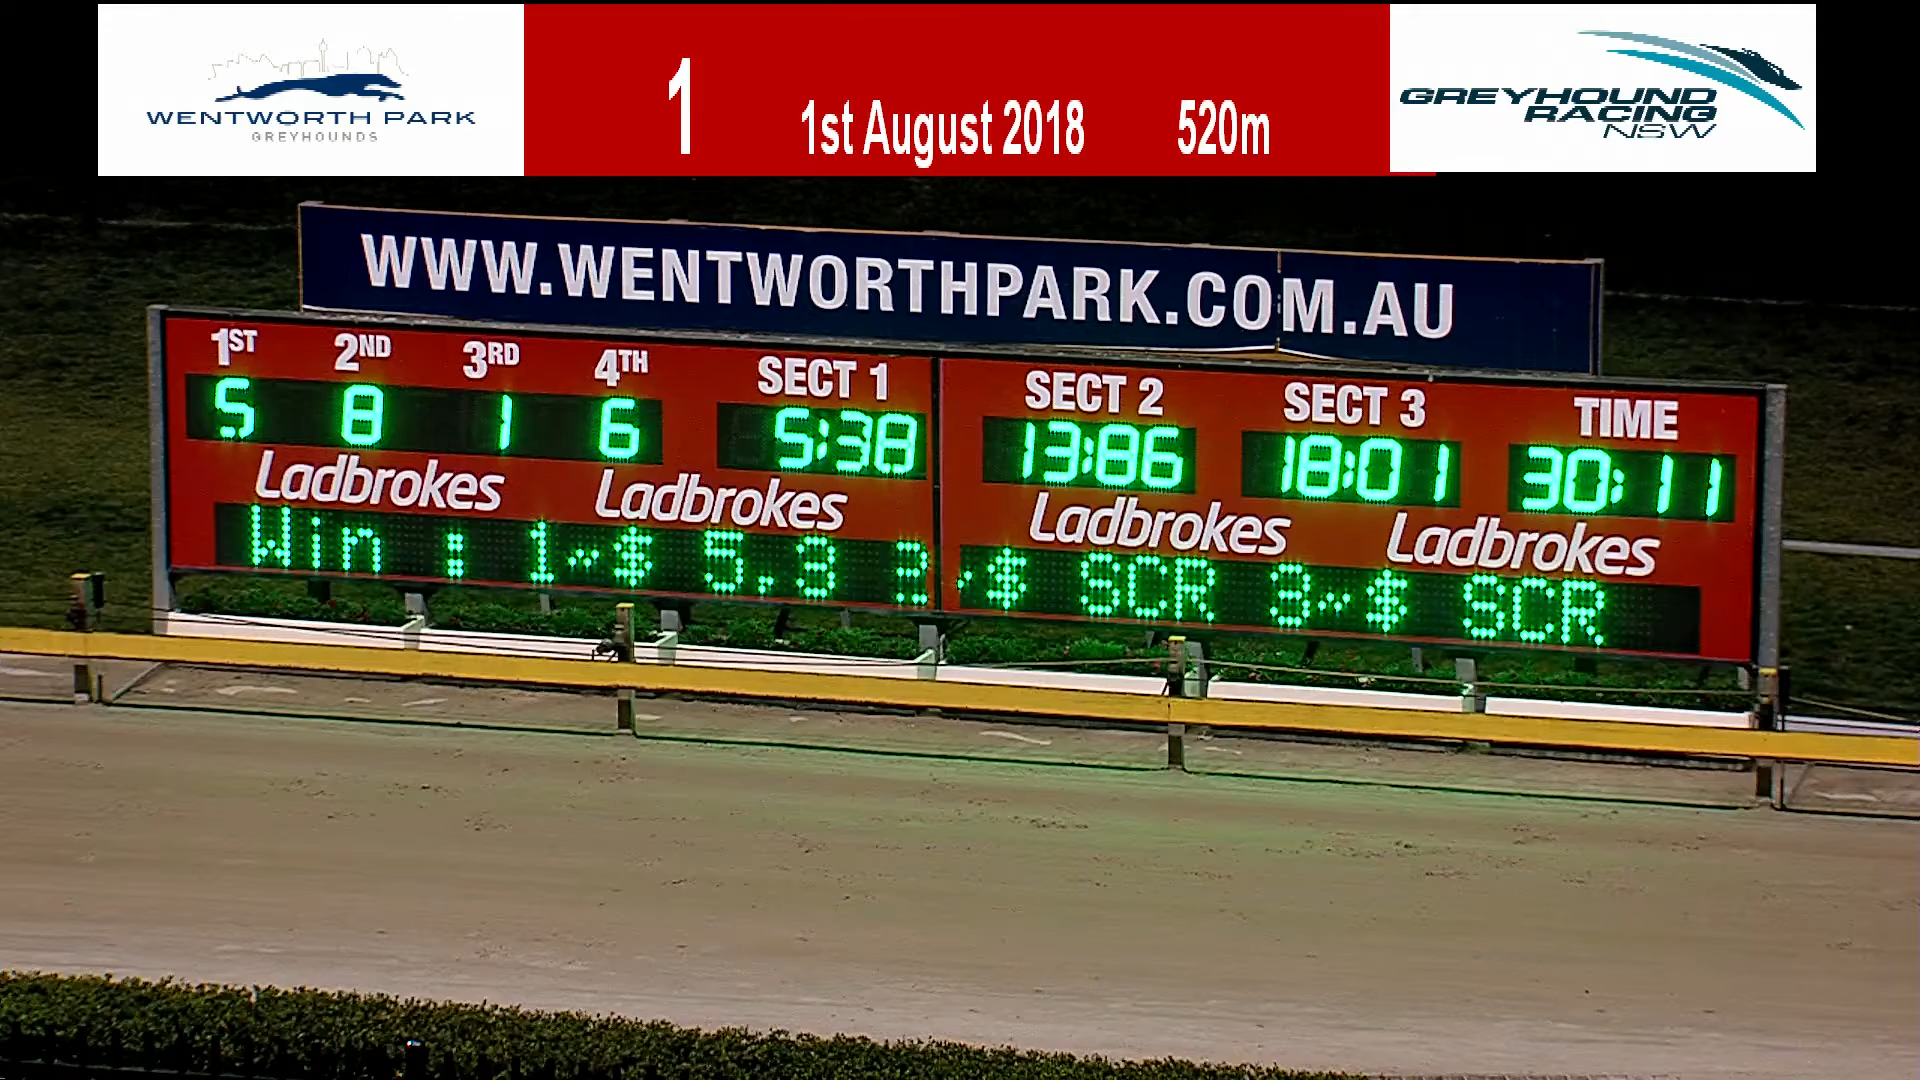 WENTWORTH PARK
GREYHOUNDS
1 1st August 2018 520m
GREYHOUND
RACING
NSW
WWW.WENTWORTHPARK.COM.AU
1ST 2ND 3RD 4TH SECT 1 SECT 2 SECT 3 TIME
5 8 1 6 5:38 13:86 18:01 30:11
Ladbrokes Ladbrokes Ladbrokes Ladbrokes
Win : 1~$ 5.3 2~$ SCR 3~$ SCR